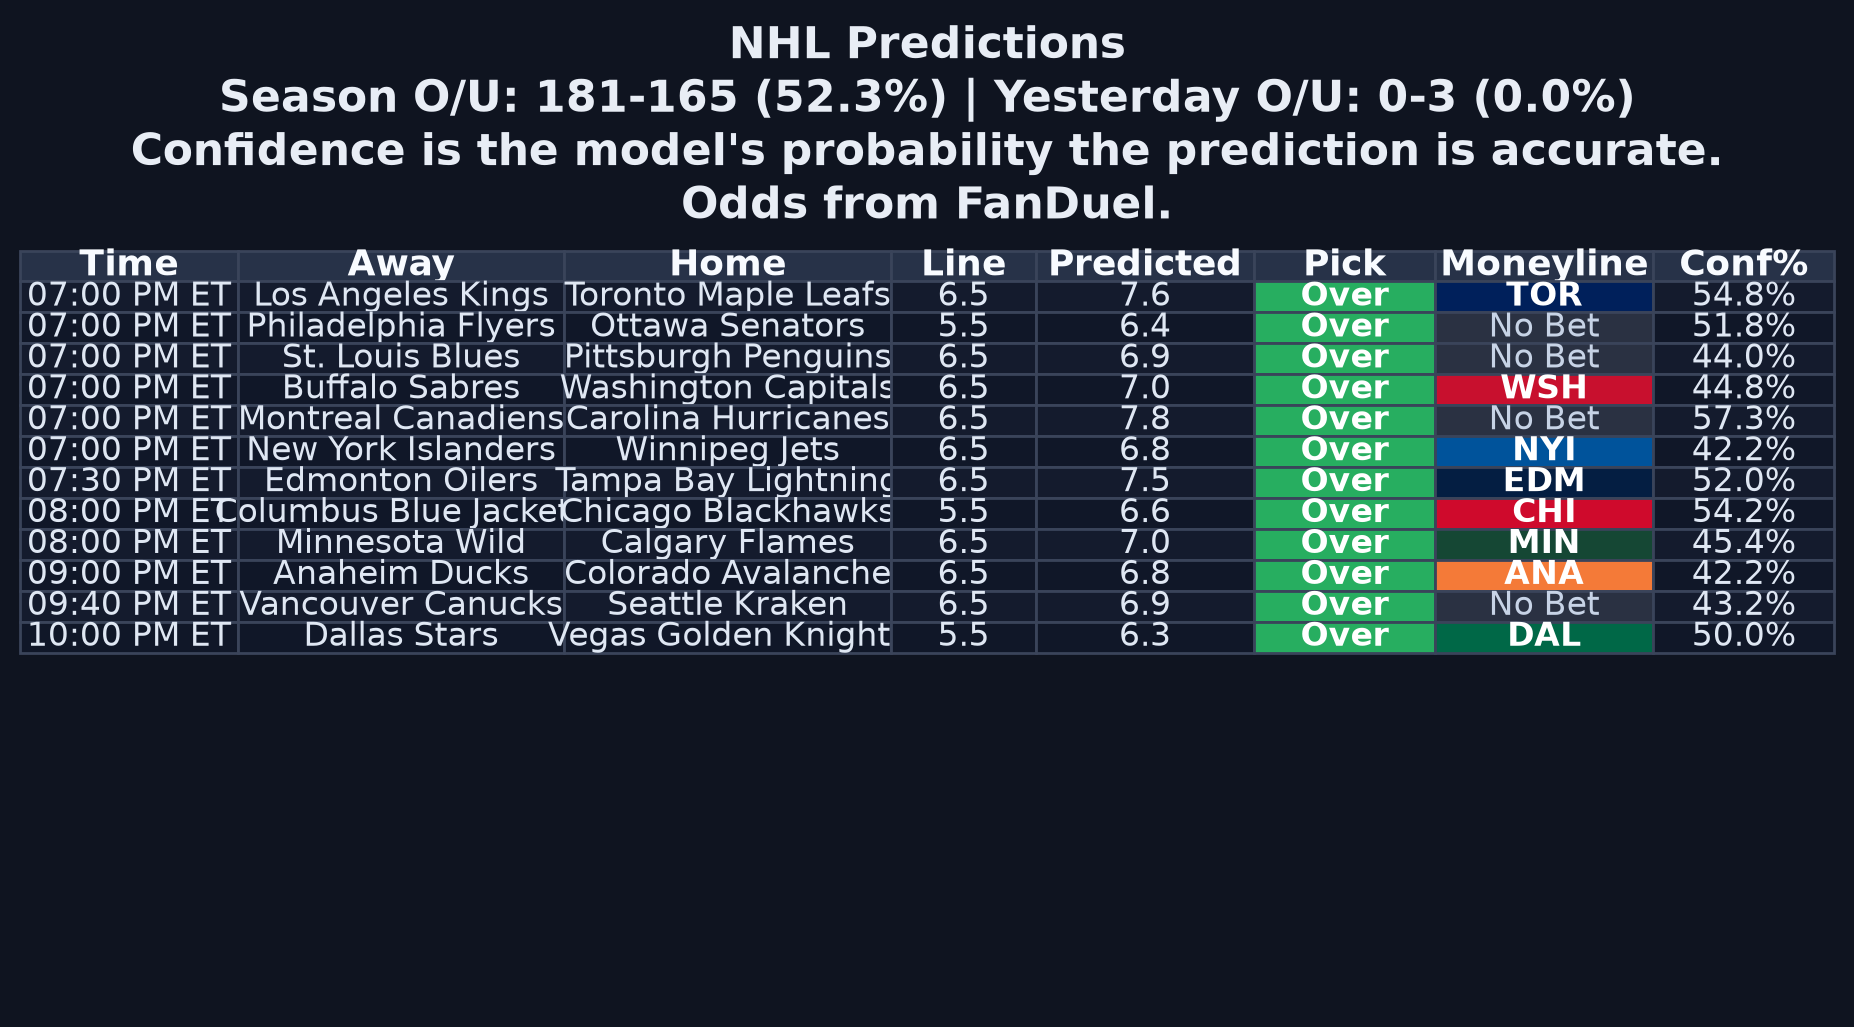 NHL Predictions
Season O/U: 181-165 (52.3%) | Yesterday O/U: 0-3 (0.0%)
Confidence is the model's probability the prediction is accurate.
Odds from FanDuel.
Time Away Home Line Predicted Pick Moneyline Conf%
07:00 PM ET Los Angeles Kings Toronto Maple Leafs 6.5 7.6 Over TOR 54.8%
07:00 PM ET Philadelphia Flyers Ottawa Senators 5.5 6.4 Over No Bet 51.8%
07:00 PM ET St. Louis Blues Pittsburgh Penguins 6.5 6.9 Over No Bet 44.0%
07:00 PM ET Buffalo Sabres Washington Capitals 6.5 7.0 Over WSH 44.8%
07:00 PM ET Montreal Canadiens Carolina Hurricanes 6.5 7.8 Over No Bet 57.3%
07:00 PM ET New York Islanders Winnipeg Jets 6.5 6.8 Over NYI 42.2%
07:30 PM ET Edmonton Oilers Tampa Bay Lightning 6.5 7.5 Over EDM 52.0%
08:00 PM ET Columbus Blue Jacket Chicago Blackhawks 5.5 6.6 Over CHI 54.2%
08:00 PM ET Minnesota Wild Calgary Flames 6.5 7.0 Over MIN 45.4%
09:00 PM ET Anaheim Ducks Colorado Avalanche 6.5 6.8 Over ANA 42.2%
09:40 PM ET Vancouver Canucks Seattle Kraken 6.5 6.9 Over No Bet 43.2%
10:00 PM ET Dallas Stars Vegas Golden Knight 5.5 6.3 Over DAL 50.0%